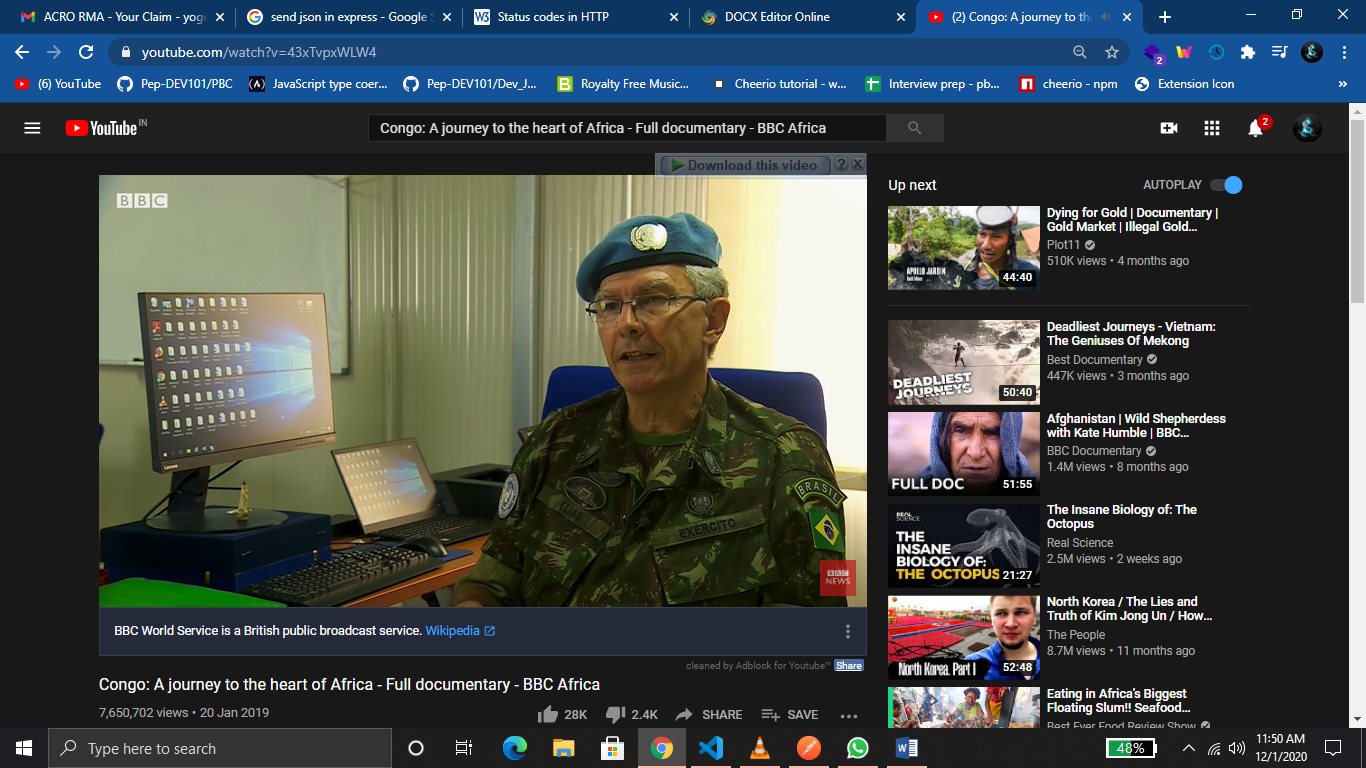 ACRO RMA - Your Claim - yoge
send json in express - Google S
Status codes in HTTP
DOCX Editor Online
(2) Congo: A journey to the
youtube.com/watch?v=43xTvpxWLW4
2
(6) YouTube
Pep-DEV101/PBC
JavaScript type coer...
Pep-DEV101/Dev_J...
Royalty Free Music...
Cheerio tutorial - w...
Interview prep - pb...
cheerio - npm
Extension Icon
»
YouTube IN
Congo: A journey to the heart of Africa - Full documentary - BBC Africa
2
Download this video ? X
BBC
Lenovo
BRASIL
EXÉRCITO
BBC
NEWS
BBC World Service is a British public broadcast service. Wikipedia
cleaned by Adblock for Youtube™ Share
Congo: A journey to the heart of Africa - Full documentary - BBC Africa
7,650,702 views • 20 Jan 2019
28K
2.4K
SHARE
SAVE
Up next
AUTOPLAY
APOLLO JARDIN
44:40
Dying for Gold | Documentary |
Gold Market | Illegal Gold...
Plot11
510K views • 4 months ago
DEADLIEST
JOURNEYS
50:40
Deadliest Journeys - Vietnam:
The Geniuses Of Mekong
Best Documentary
447K views • 3 months ago
FULL DOC
51:55
Afghanistan | Wild Shepherdess
with Kate Humble | BBC...
BBC Documentary
1.4M views • 8 months ago
REAL
SCIENCE
THE
INSANE
BIOLOGY OF:
THE OCTOPUS
21:27
The Insane Biology of: The
Octopus
Real Science
2.5M views • 2 weeks ago
North Korea. Part I
52:48
North Korea / The Lies and
Truth of Kim Jong Un / How...
The People
8.7M views • 11 months ago
Eating in Africa's Biggest
Floating Slum!! Seafood...
Best Ever Food Review Show
Type here to search
48%
11:50 AM
12/1/2020